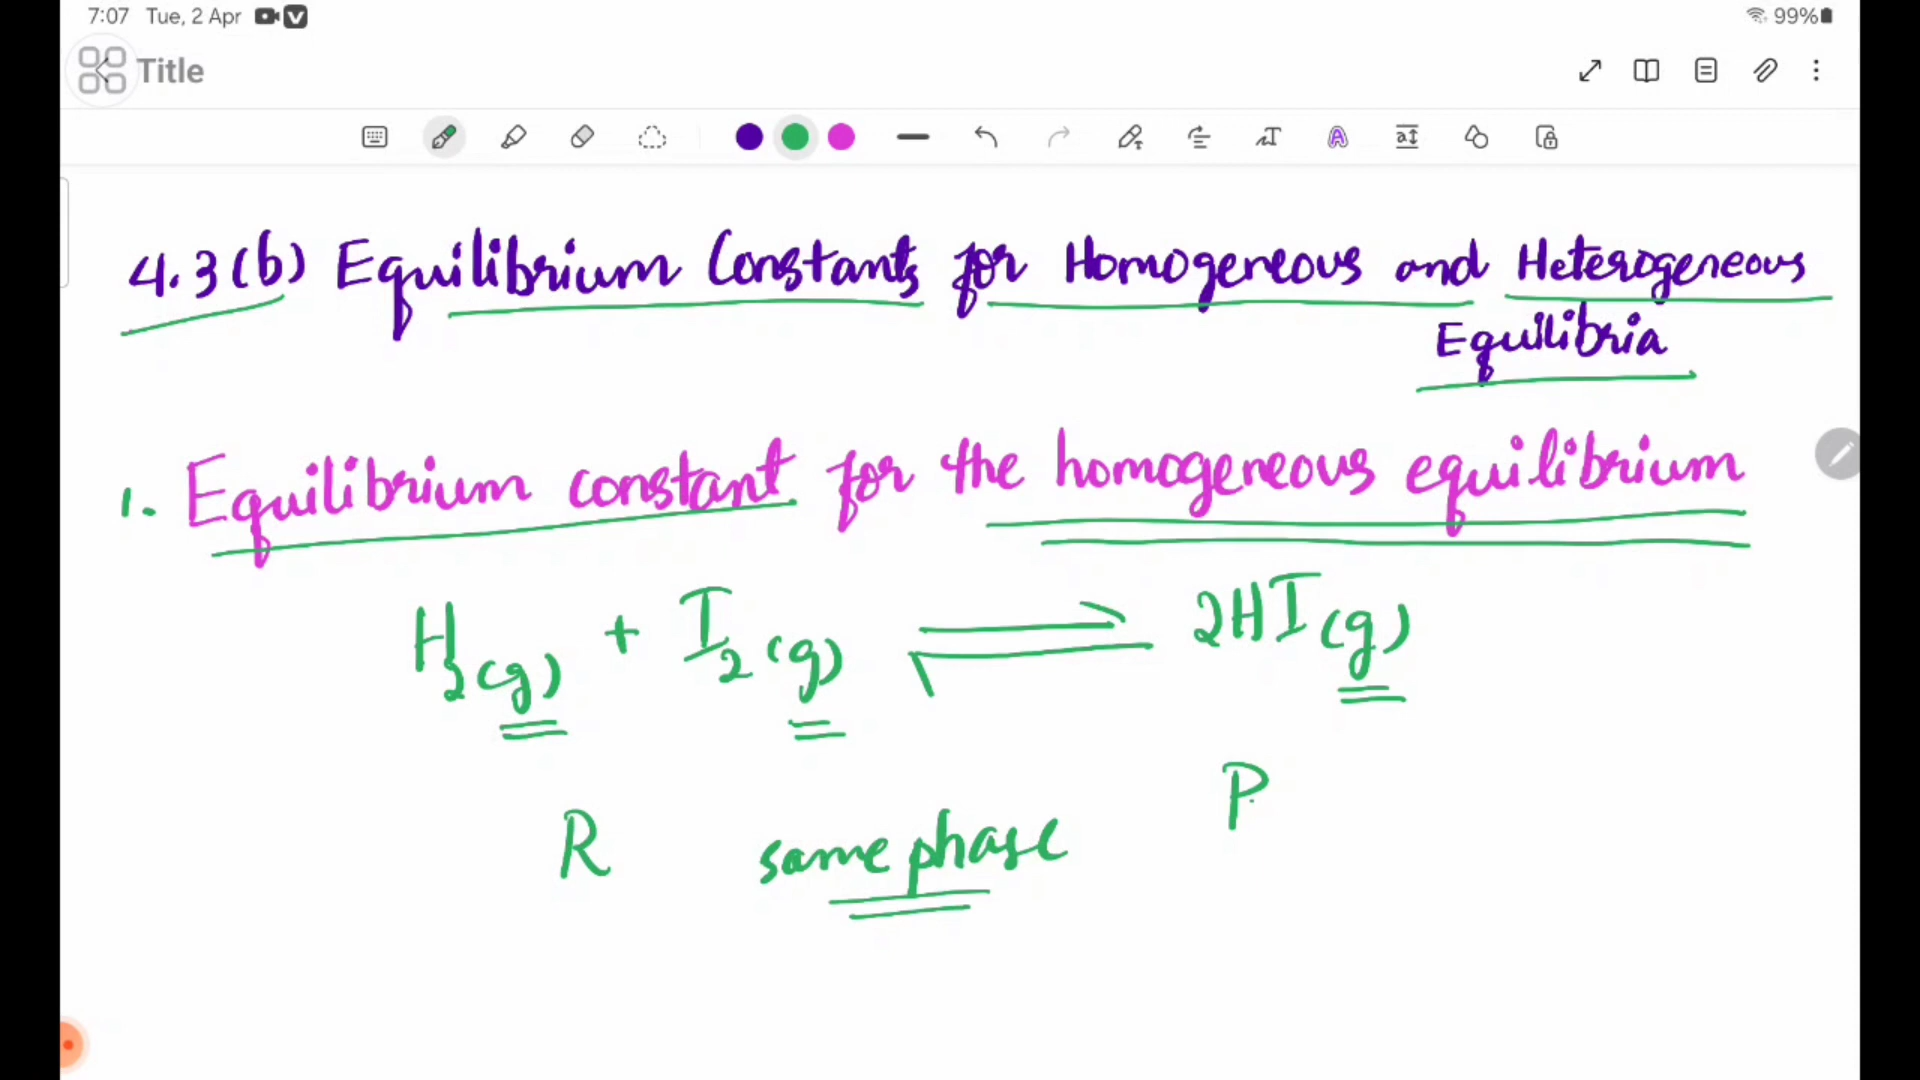 7:07 Tue, 2 Apr V 99%
Title
A a
4.3(b) Equilibrium Constants for Homogeneous and Heterogeneous
Equilibria
1. Equilibrium constant for the homogeneous equilibrium
H₂(g) + I₂(g) ⇌ 2HI(g)
R same phase P